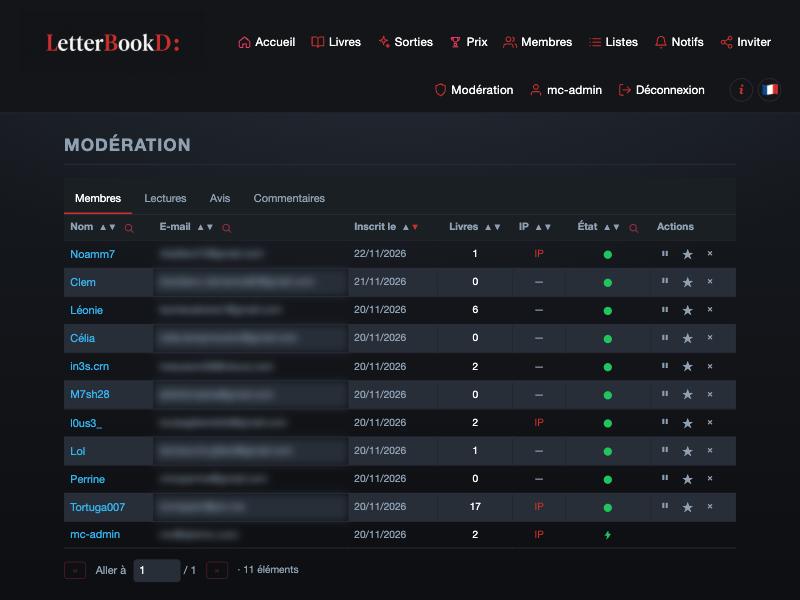 LetterBookD:
Accueil Livres Sorties Prix Membres Listes Notifs Inviter
Modération mc-admin Déconnexion i
MODÉRATION
Membres Lectures Avis Commentaires
Nom ▲▼ E-mail ▲▼ Inscrit le ▲▼ Livres ▲▼ IP ▲▼ État ▲▼ Actions
Noamm7 22/11/2026 1 IP
Clem 21/11/2026 0 —
Léonie 20/11/2026 6 —
Célia 20/11/2026 0 —
in3s.crn 20/11/2026 2 —
M7sh28 20/11/2026 0 —
l0us3_ 20/11/2026 2 IP
Lol 20/11/2026 1 —
Perrine 20/11/2026 0 —
Tortuga007 20/11/2026 17 IP
mc-admin 20/11/2026 2 IP
« Aller à 1 / 1 » · 11 éléments